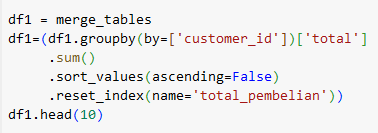 df1 = merge_tables
df1=(df1.groupby(by=['customer_id'])['total']
.sum()
.sort_values(ascending=False)
.reset_index(name='total_pembelian'))
df1.head(10)